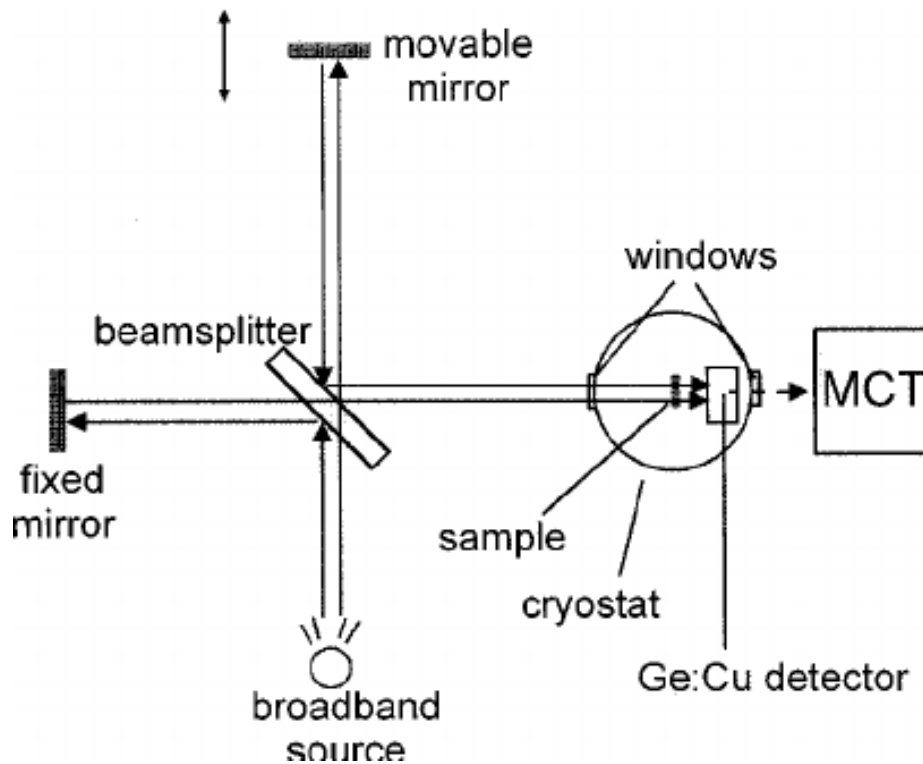 movable
mirror
windows
beamsplitter
MCT
fixed
mirror
sample
cryostat
Ge:Cu detector
broadband
source